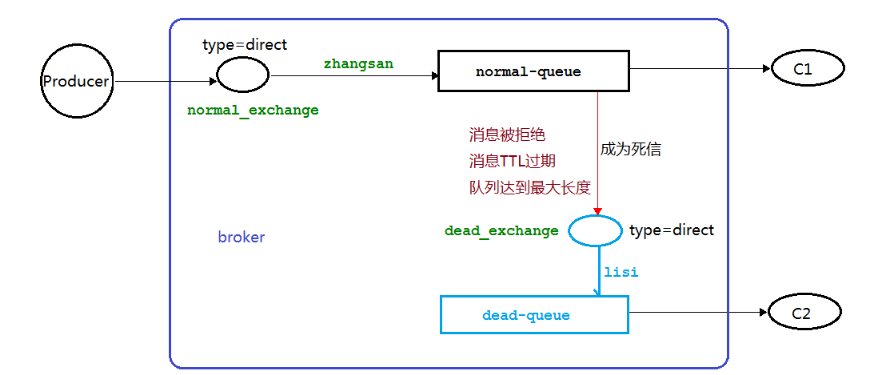 type=direct
zhangsan
Producer
normal-queue
C1
normal_exchange
消息被拒绝
消息TTL过期
成为死信
队列达到最大长度
broker
dead_exchange
type=direct
lisi
dead-queue
C2